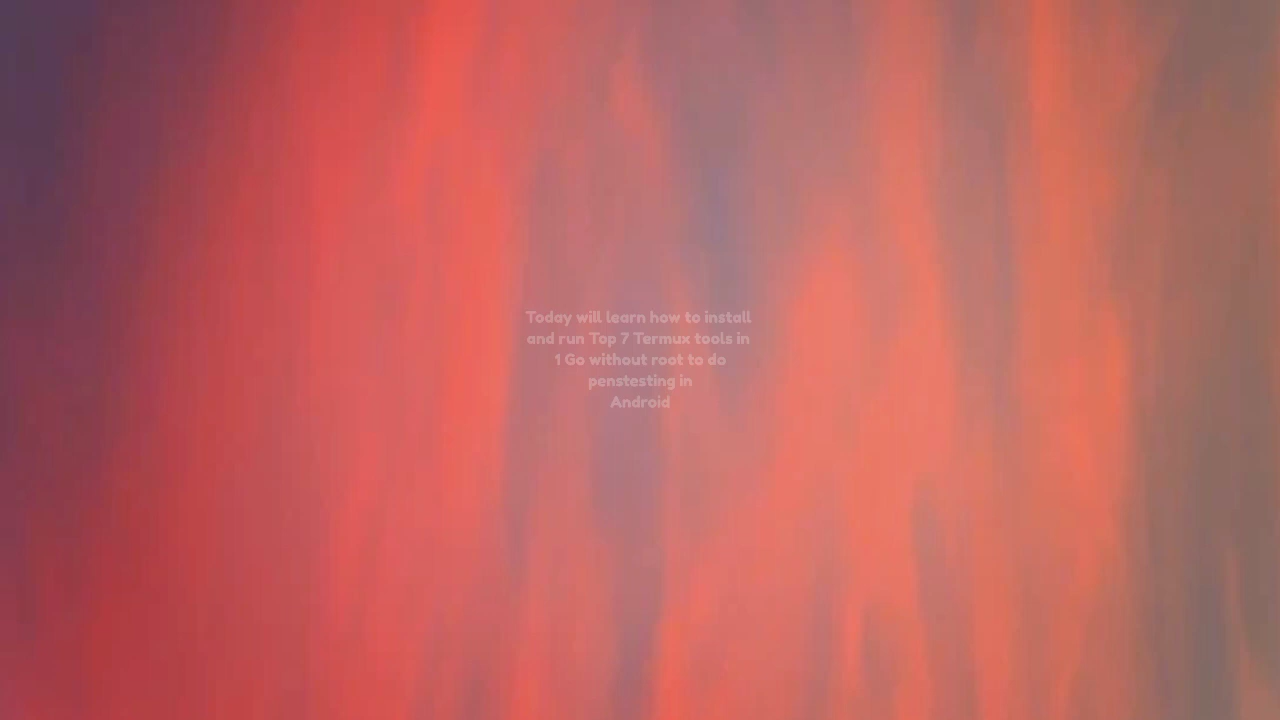 Today will learn how to install
and run Top 7 Termux tools in
1 Go without root to do
penstesting in
Android